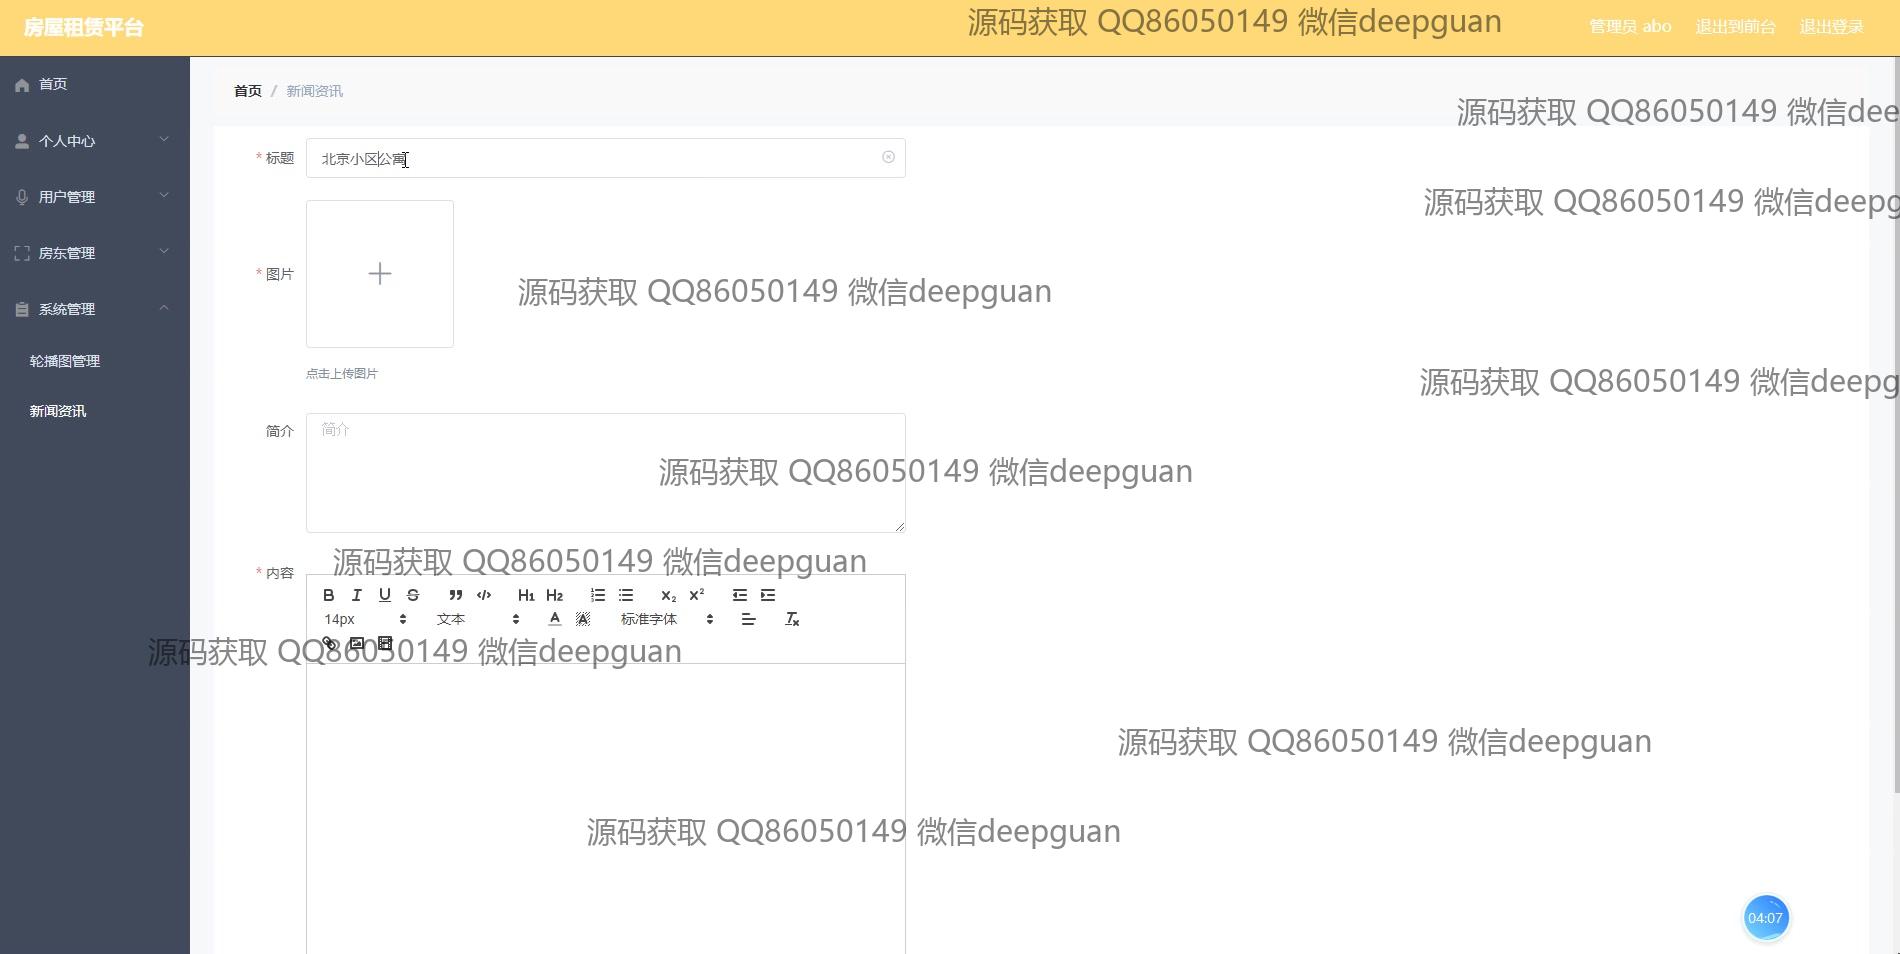 房屋租赁平台
源码获取 QQ86050149 微信deepguan
管理员 abo
退出到前台
退出登录
首页
个人中心
用户管理
房东管理
系统管理
轮播图管理
新闻资讯
首页 / 新闻资讯
源码获取 QQ86050149 微信dee
* 标题
北京小区公寓
源码获取 QQ86050149 微信deepg
* 图片
源码获取 QQ86050149 微信deepguan
点击上传图片
源码获取 QQ86050149 微信deepg
简介
简介
源码获取 QQ86050149 微信deepguan
源码获取 QQ86050149 微信deepguan
* 内容
B I U S H1 H2 X2 X2
14px 文本 A A 标准字体 Tx
源码获取 QQ86050149 微信deepguan
源码获取 QQ86050149 微信deepguan
源码获取 QQ86050149 微信deepguan
04:07